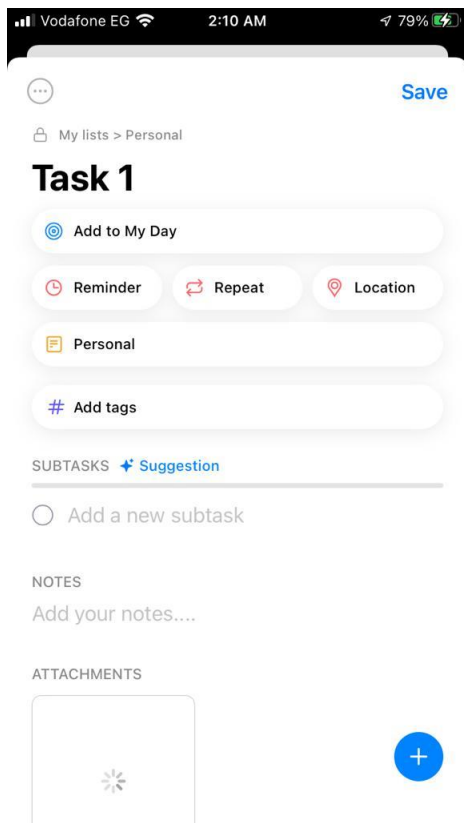 Vodafone EG 2:10 AM 79%
Save
My lists > Personal
Task 1
Add to My Day
Reminder Repeat Location
Personal
# Add tags
SUBTASKS Suggestion
Add a new subtask
NOTES
Add your notes....
ATTACHMENTS